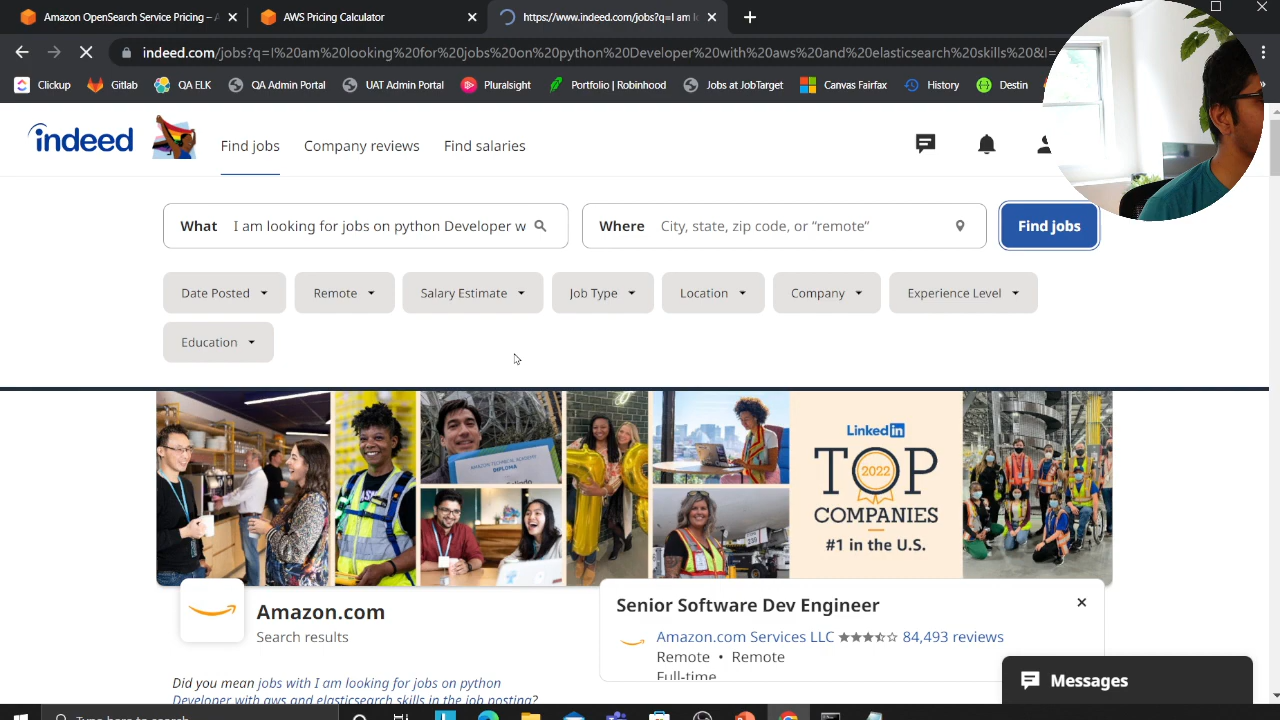 Amazon OpenSearch Service Pricing – A
AWS Pricing Calculator
https://www.indeed.com/jobs?q=I am lo
indeed.com/jobs?q=I%20am%20looking%20for%20jobs%20on%20python%20Developer%20with%20aws%20and%20elasticsearch%20skills%20&l=
Clickup
Gitlab
QA ELK
QA Admin Portal
Dev Admin Portal
Pluralsight
Portfolio | Robinhood
Jobs at JobTarget
Canvas Fairfax
History
Destin
indeed
Find jobs
Company reviews
Find salaries
What I am looking for jobs on python Developer w
Where City, state, zip code, or “remote”
Find jobs
Date Posted
Remote
Salary Estimate
Job Type
Location
Company
Experience Level
Education
AMAZON TECHNICAL ACADEMY
DIPLOMA
LinkedIn
TOP
2022
COMPANIES
#1 in the U.S.
Amazon.com
Search results
Senior Software Dev Engineer
Amazon.com Services LLC 84,493 reviews
Remote • Remote
Full-time
Did you mean jobs with I am looking for jobs on python
Developer with aws and elasticsearch skills in the job posting?
Messages
Type here to search